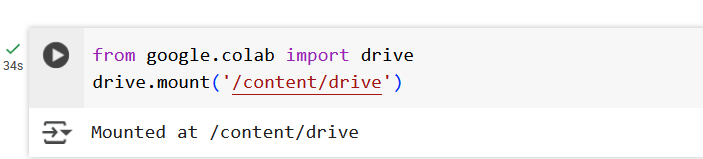 from google.colab import drive
34s
drive.mount('/content/drive')
Mounted at /content/drive